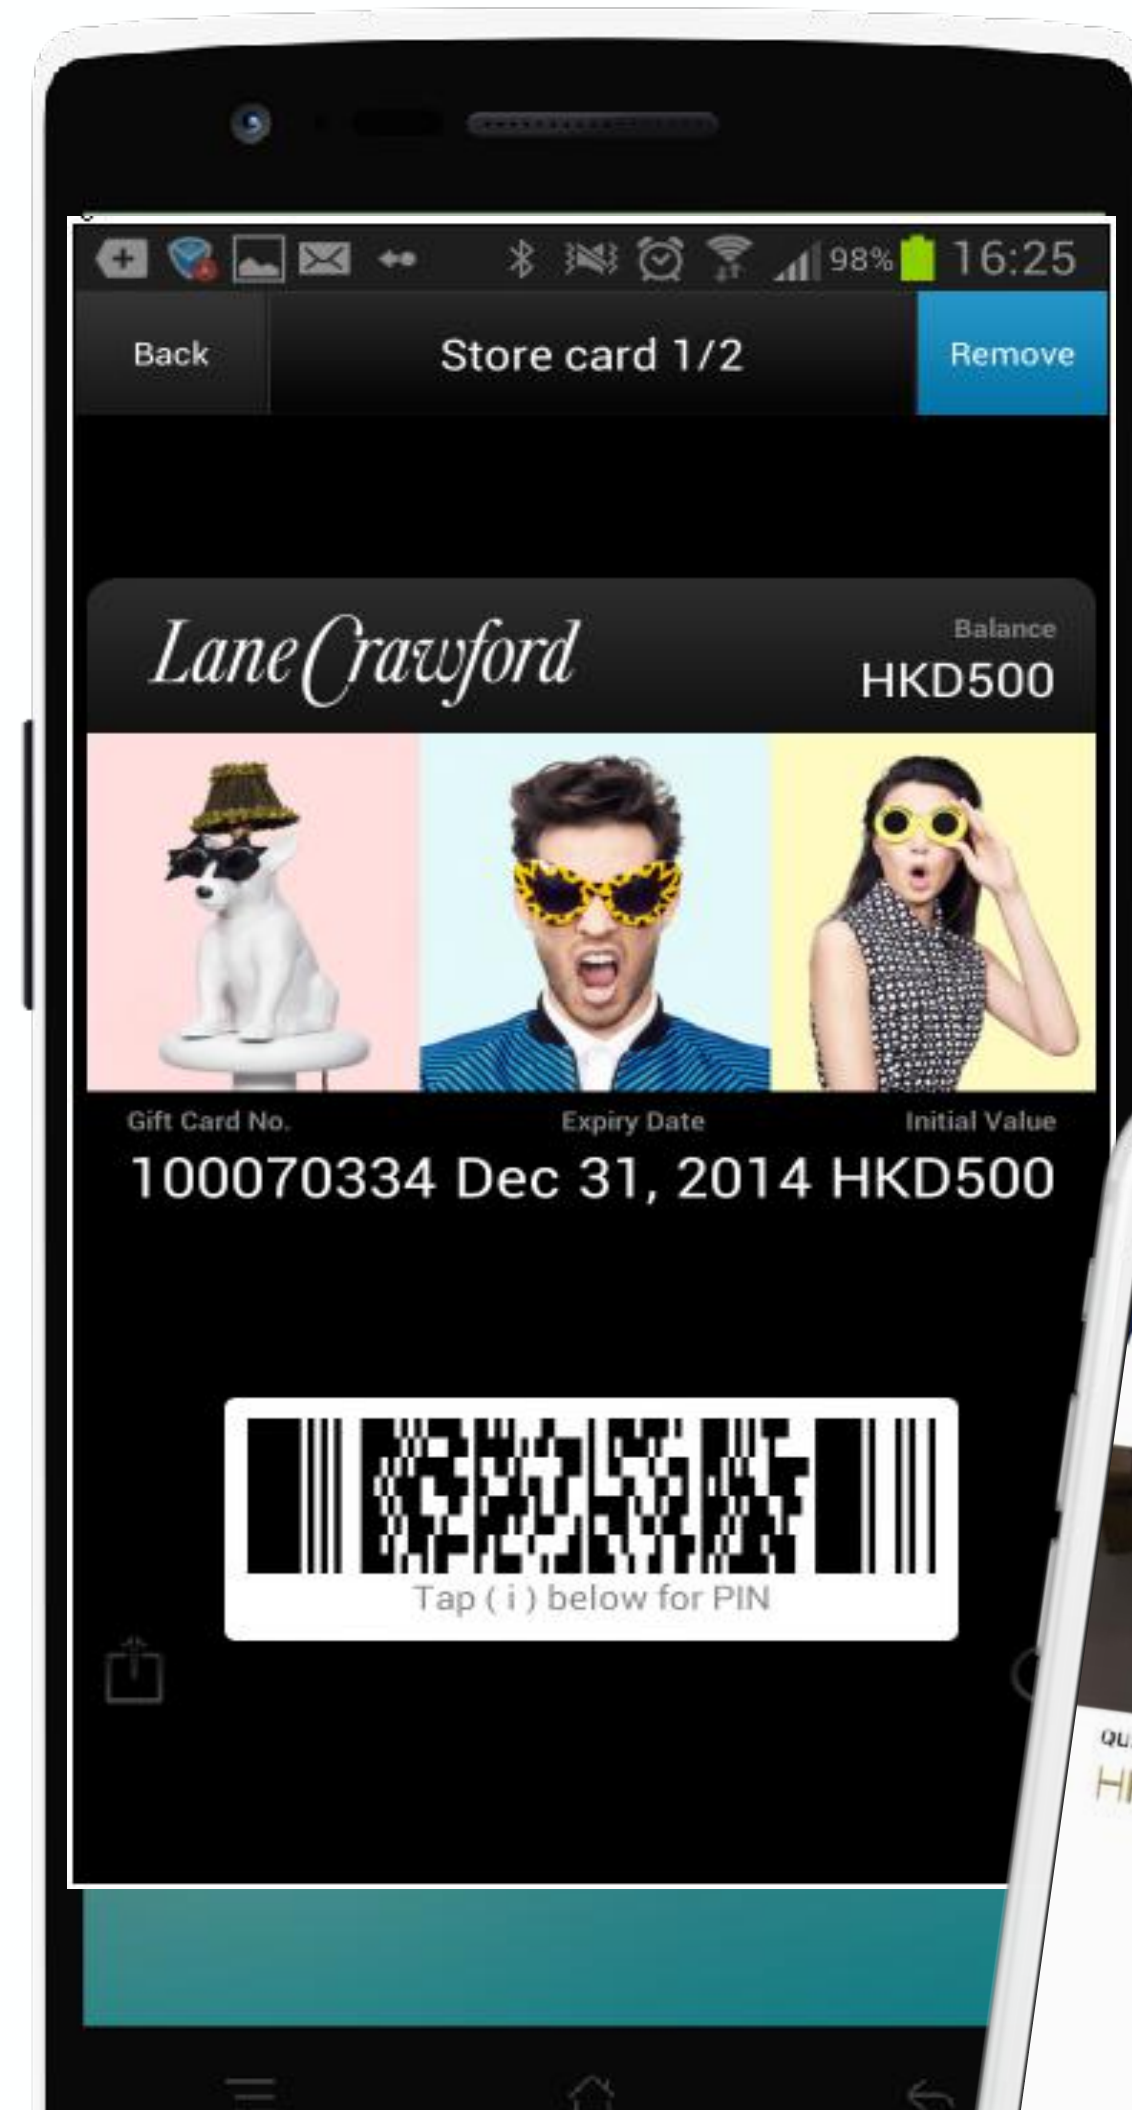 98% 16:25
Back Store card 1/2 Remove
Lane Crawford
Balance
HKD500
Gift Card No. Expiry Date Initial Value
100070334 Dec 31, 2014 HKD500
Tap ( i ) below for PIN